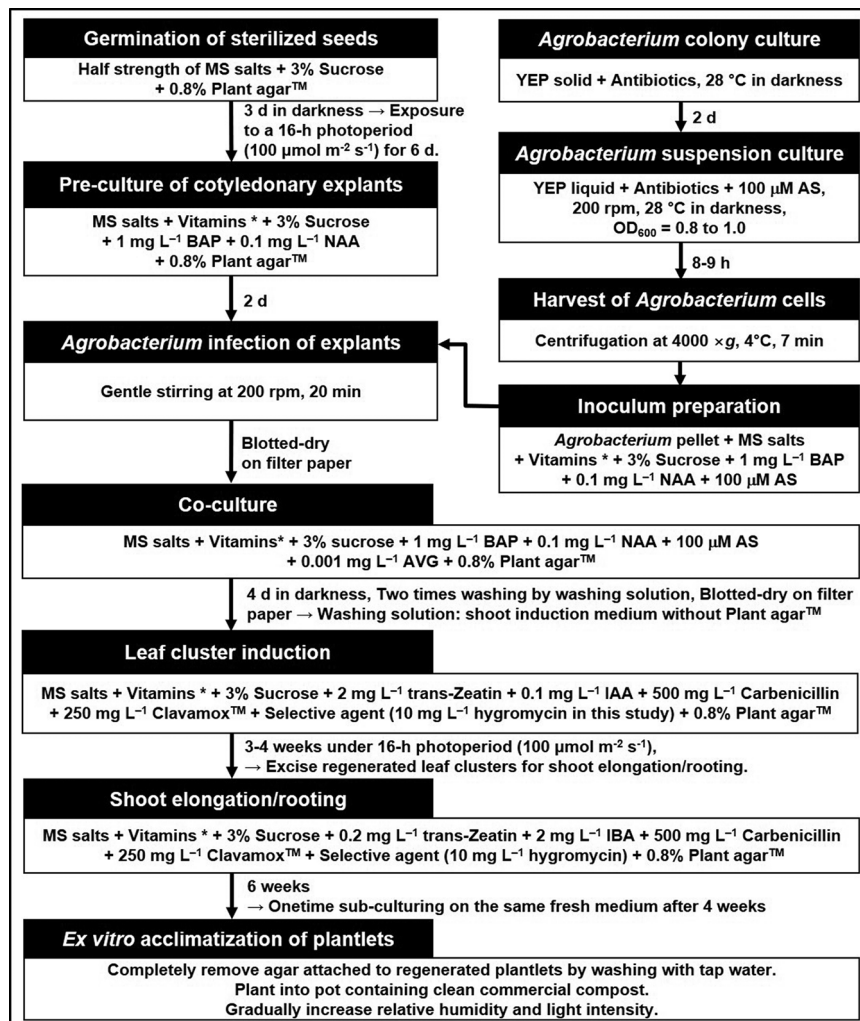 Germination of sterilized seeds
Half strength of MS salts + 3% Sucrose
+ 0.8% Plant agar™
3 d in darkness → Exposure
to a 16-h photoperiod
(100 μmol m⁻² s⁻¹) for 6 d.
Pre-culture of cotyledonary explants
MS salts + Vitamins * + 3% Sucrose
+ 1 mg L⁻¹ BAP + 0.1 mg L⁻¹ NAA
+ 0.8% Plant agar™
2 d
Agrobacterium infection of explants
Gentle stirring at 200 rpm, 20 min
Blotted-dry
on filter paper
Agrobacterium colony culture
YEP solid + Antibiotics, 28 °C in darkness
2 d
Agrobacterium suspension culture
YEP liquid + Antibiotics + 100 μM AS,
200 rpm, 28 °C in darkness,
OD₆₀₀ = 0.8 to 1.0
8-9 h
Harvest of Agrobacterium cells
Centrifugation at 4000 ×g, 4°C, 7 min
Inoculum preparation
Agrobacterium pellet + MS salts
+ Vitamins * + 3% Sucrose + 1 mg L⁻¹ BAP
+ 0.1 mg L⁻¹ NAA + 100 μM AS
Co-culture
MS salts + Vitamins* + 3% sucrose + 1 mg L⁻¹ BAP + 0.1 mg L⁻¹ NAA + 100 μM AS
+ 0.001 mg L⁻¹ AVG + 0.8% Plant agar™
4 d in darkness, Two times washing by washing solution, Blotted-dry on filter
paper → Washing solution: shoot induction medium without Plant agar™
Leaf cluster induction
MS salts + Vitamins * + 3% Sucrose + 2 mg L⁻¹ trans-Zeatin + 0.1 mg L⁻¹ IAA + 500 mg L⁻¹ Carbenicillin
+ 250 mg L⁻¹ Clavamox™ + Selective agent (10 mg L⁻¹ hygromycin in this study) + 0.8% Plant agar™
3-4 weeks under 16-h photoperiod (100 μmol m⁻² s⁻¹),
→ Excise regenerated leaf clusters for shoot elongation/rooting.
Shoot elongation/rooting
MS salts + Vitamins * + 3% Sucrose + 0.2 mg L⁻¹ trans-Zeatin + 2 mg L⁻¹ IBA + 500 mg L⁻¹ Carbenicillin
+ 250 mg L⁻¹ Clavamox™ + Selective agent (10 mg L⁻¹ hygromycin) + 0.8% Plant agar™
6 weeks
→ Onetime sub-culturing on the same fresh medium after 4 weeks
Ex vitro acclimatization of plantlets
Completely remove agar attached to regenerated plantlets by washing with tap water.
Plant into pot containing clean commercial compost.
Gradually increase relative humidity and light intensity.